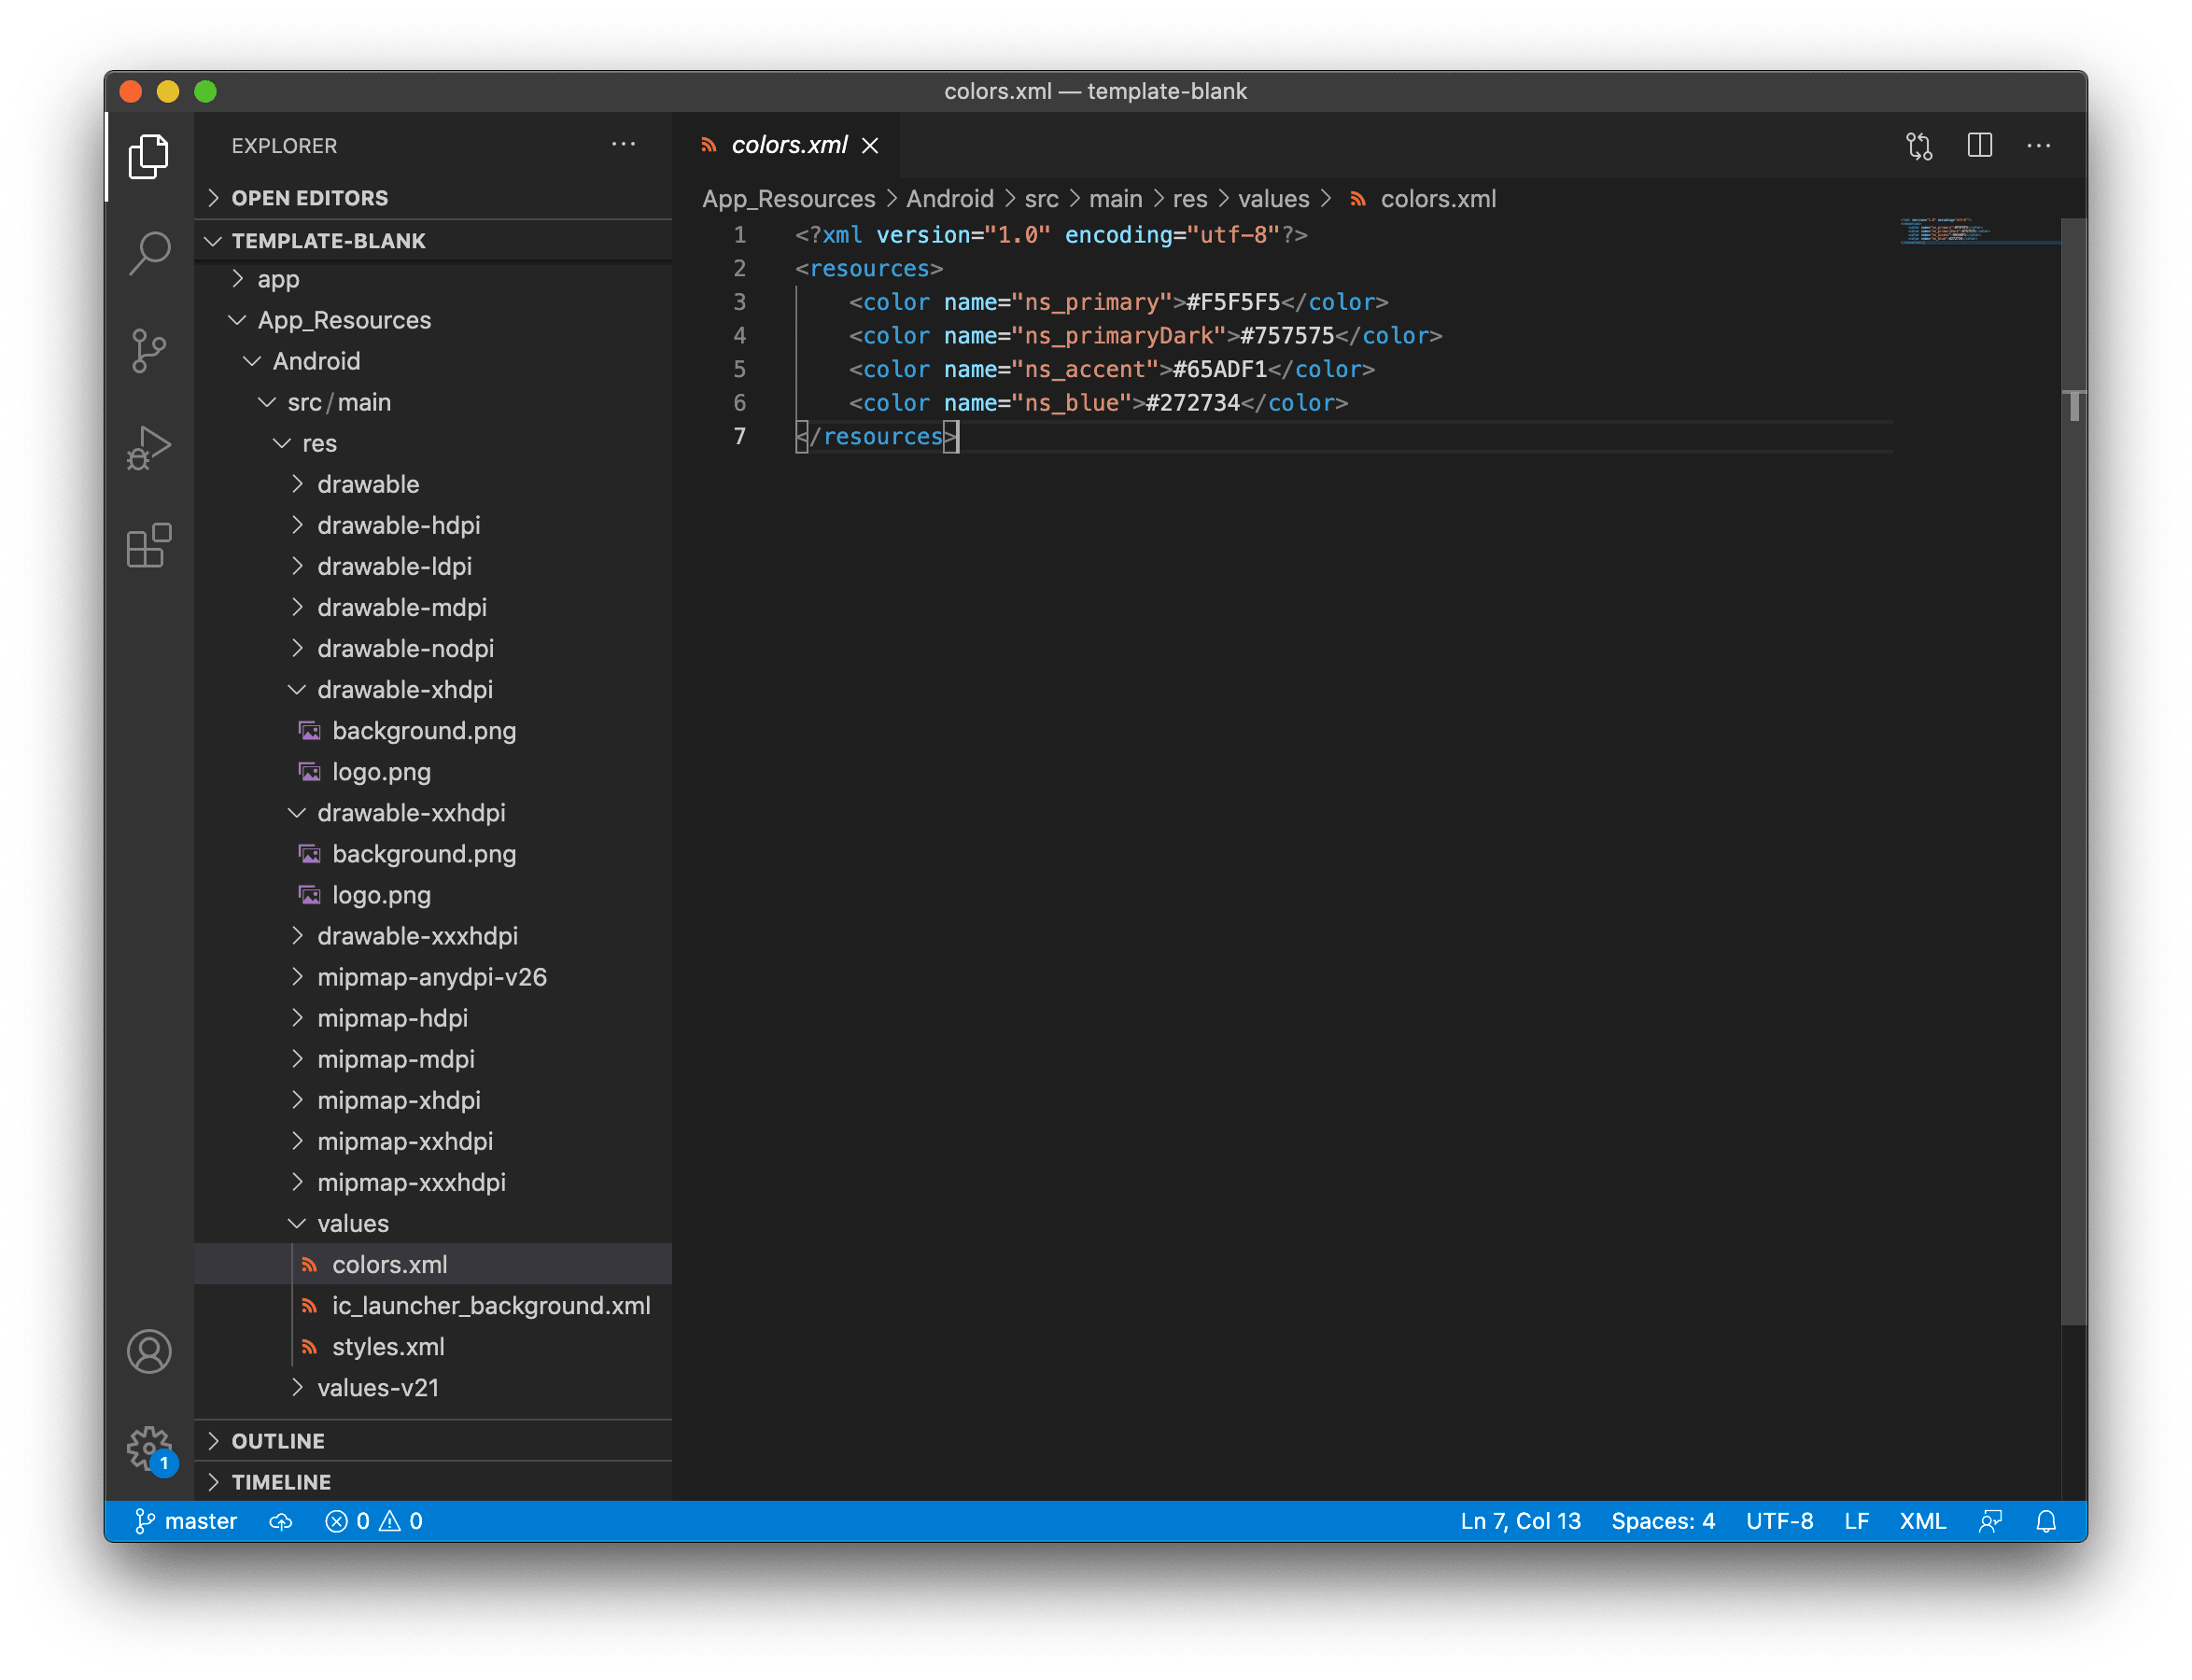 colors.xml — template-blank
EXPLORER
OPEN EDITORS
TEMPLATE-BLANK
app
App_Resources
Android
src/main
res
drawable
drawable-hdpi
drawable-ldpi
drawable-mdpi
drawable-nodpi
drawable-xhdpi
background.png
logo.png
drawable-xxhdpi
background.png
logo.png
drawable-xxxhdpi
mipmap-anydpi-v26
mipmap-hdpi
mipmap-mdpi
mipmap-xhdpi
mipmap-xxhdpi
mipmap-xxxhdpi
values
colors.xml
ic_launcher_background.xml
styles.xml
values-v21
OUTLINE
TIMELINE
colors.xml
App_Resources > Android > src > main > res > values > colors.xml
1 <?xml version="1.0" encoding="utf-8"?>
2 <resources>
3 <color name="ns_primary">#F5F5F5</color>
4 <color name="ns_primaryDark">#757575</color>
5 <color name="ns_accent">#65ADF1</color>
6 <color name="ns_blue">#272734</color>
7 </resources>
1
master 0 0 Ln 7, Col 13 Spaces: 4 UTF-8 LF XML